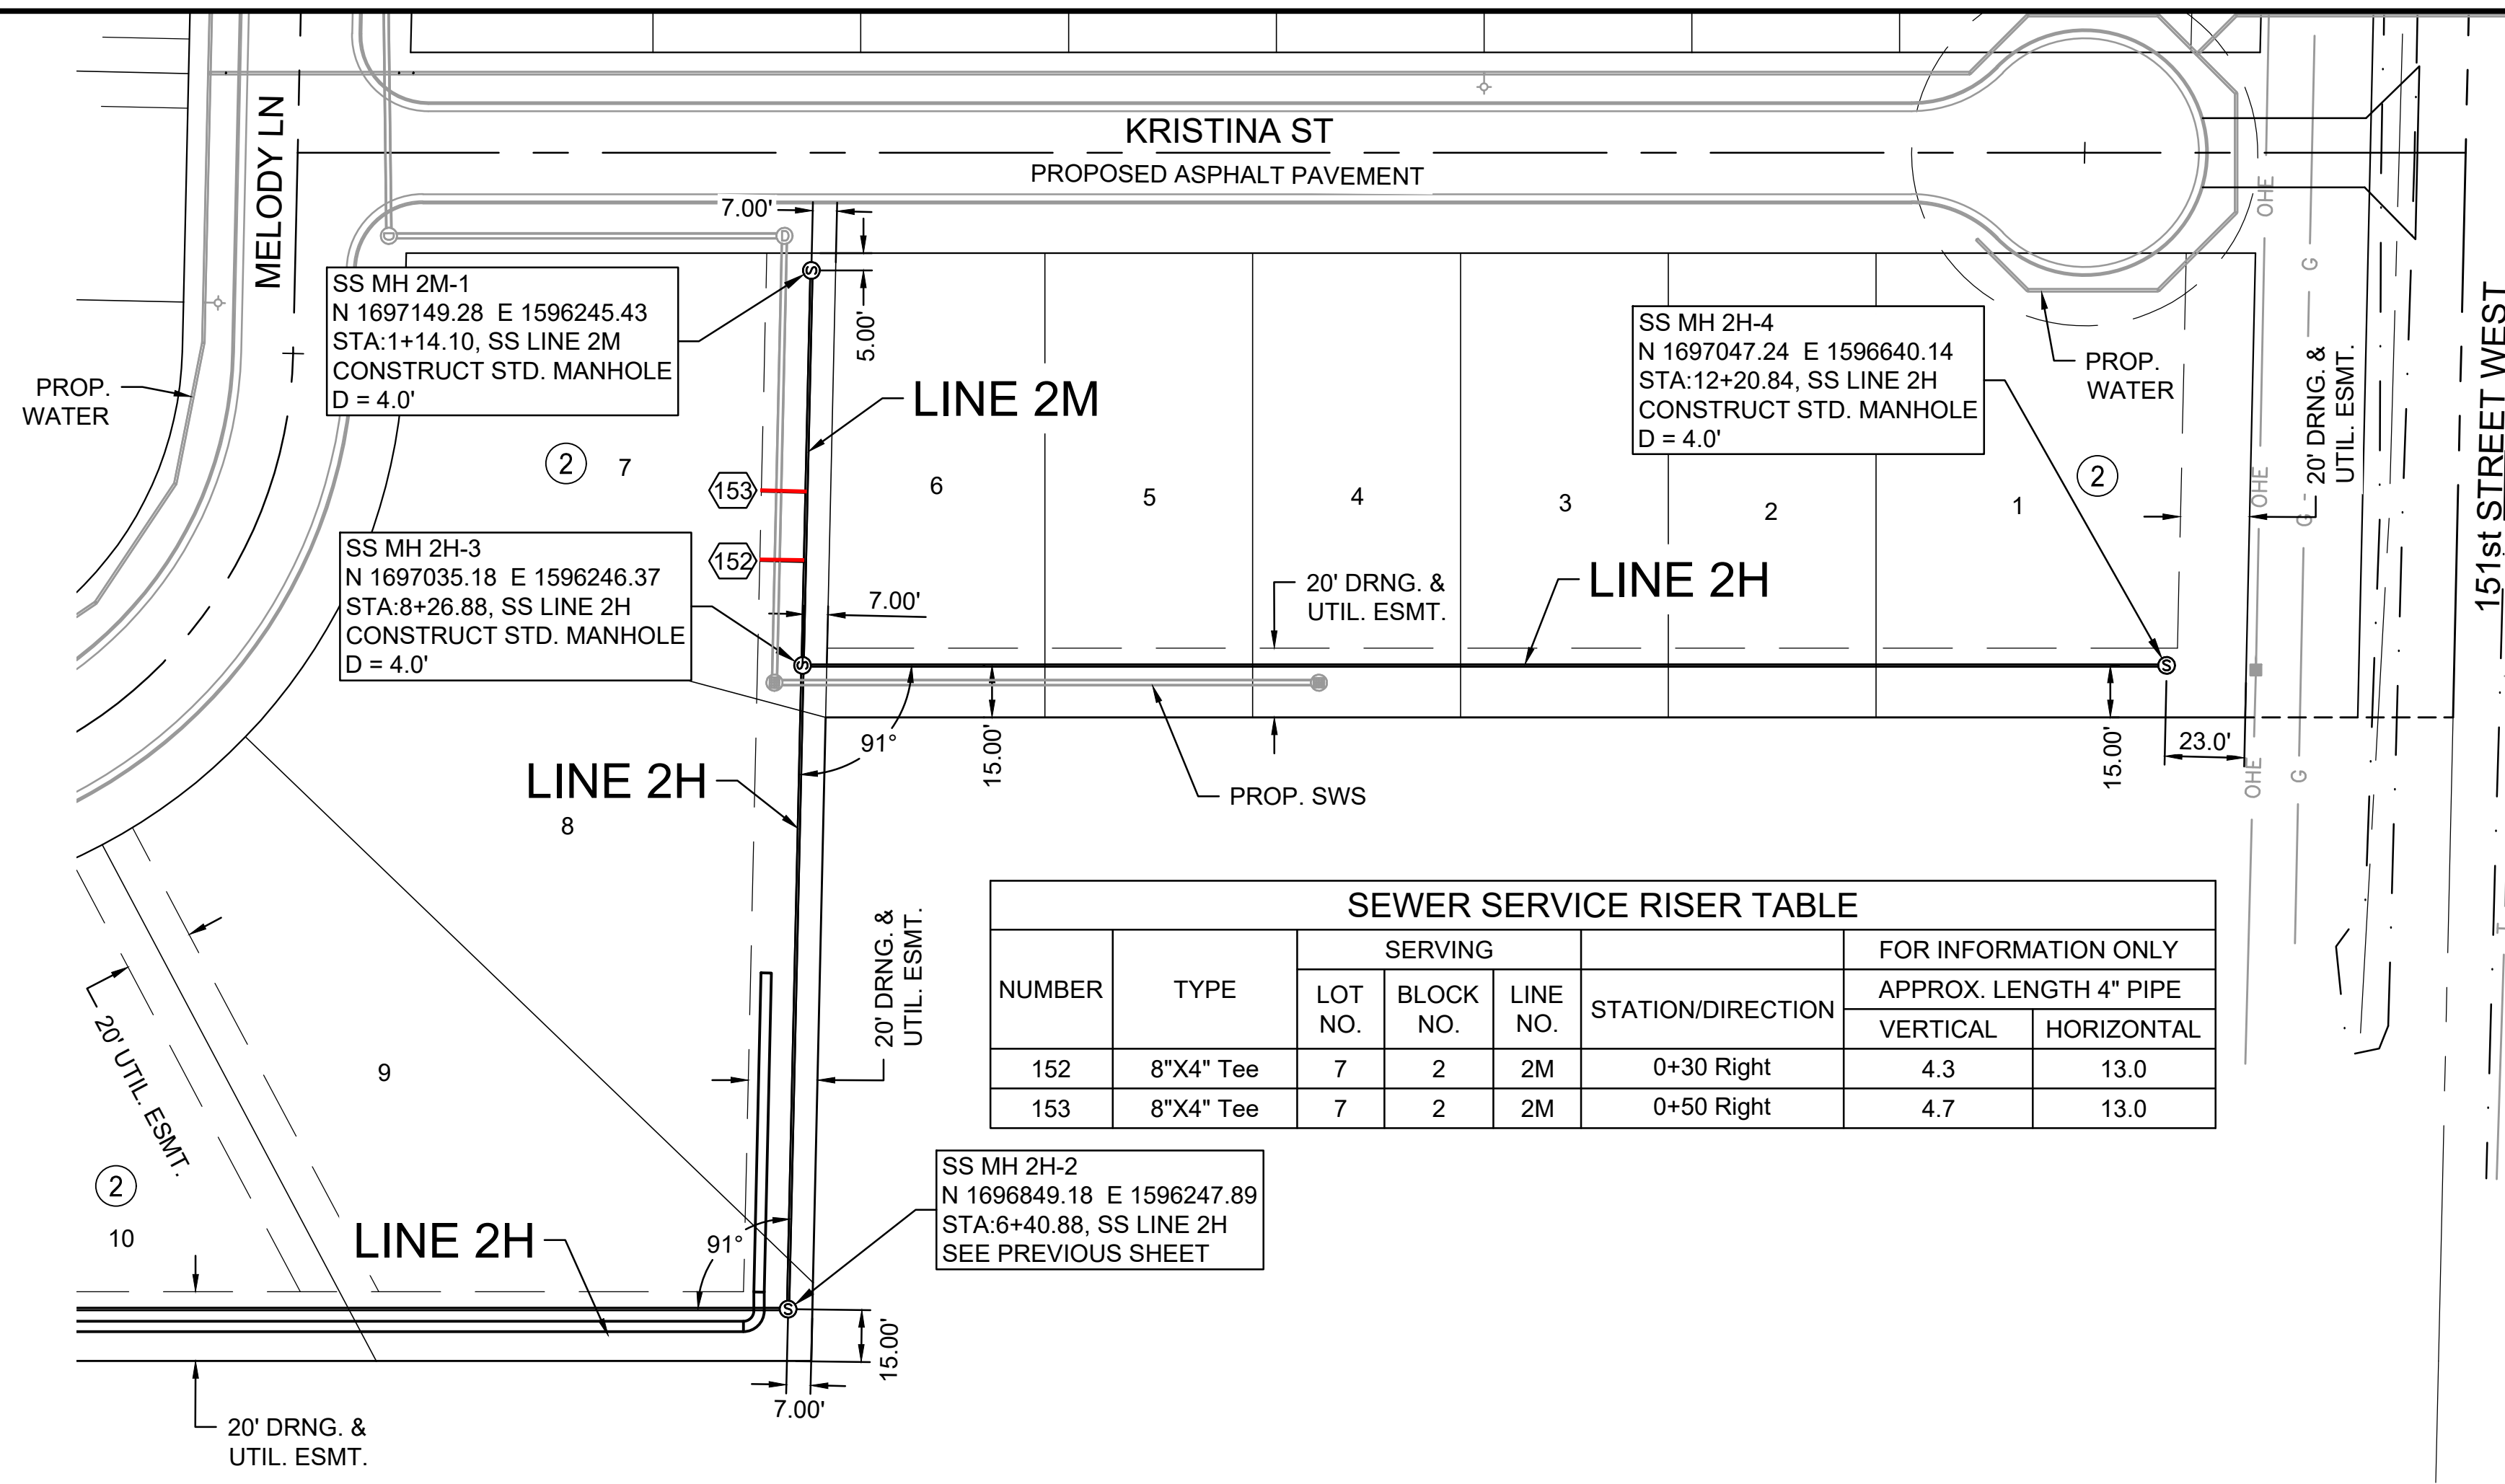 KRISTINA ST
PROPOSED ASPHALT PAVEMENT
MELODY LN
7.00'
D
D
SS MH 2M-1
N 1697149.28 E 1596245.43
STA:1+14.10, SS LINE 2M
CONSTRUCT STD. MANHOLE
D = 4.0'
S
5.00'
OHE
G
SS MH 2H-4
N 1697047.24 E 1596640.14
STA:12+20.84, SS LINE 2H
CONSTRUCT STD. MANHOLE
D = 4.0'
PROP.
WATER
PROP.
WATER
LINE 2M
20' DRNG. &
UTIL. ESMT.
151st STREET WEST
2
7
6
5
4
3
2
1
2
OHE
G
153
152
SS MH 2H-3
N 1697035.18 E 1596246.37
STA:8+26.88, SS LINE 2H
CONSTRUCT STD. MANHOLE
D = 4.0'
S
7.00'
20' DRNG. &
UTIL. ESMT.
LINE 2H
S
91°
15.00'
15.00'
23.0'
OHE
G
PROP. SWS
LINE 2H
8
SEWER SERVICE RISER TABLE
NUMBER TYPE SERVING STATION/DIRECTION FOR INFORMATION ONLY
LOT NO. BLOCK NO. LINE NO. APPROX. LENGTH 4" PIPE
VERTICAL HORIZONTAL
152 8"X4" Tee 7 2 2M 0+30 Right 4.3 13.0
153 8"X4" Tee 7 2 2M 0+50 Right 4.7 13.0
T
20' DRNG. &
UTIL. ESMT.
20' UTIL. ESMT.
9
2
10
LINE 2H
91°
SS MH 2H-2
N 1696849.18 E 1596247.89
STA:6+40.88, SS LINE 2H
SEE PREVIOUS SHEET
S
15.00'
7.00'
20' DRNG. &
UTIL. ESMT.